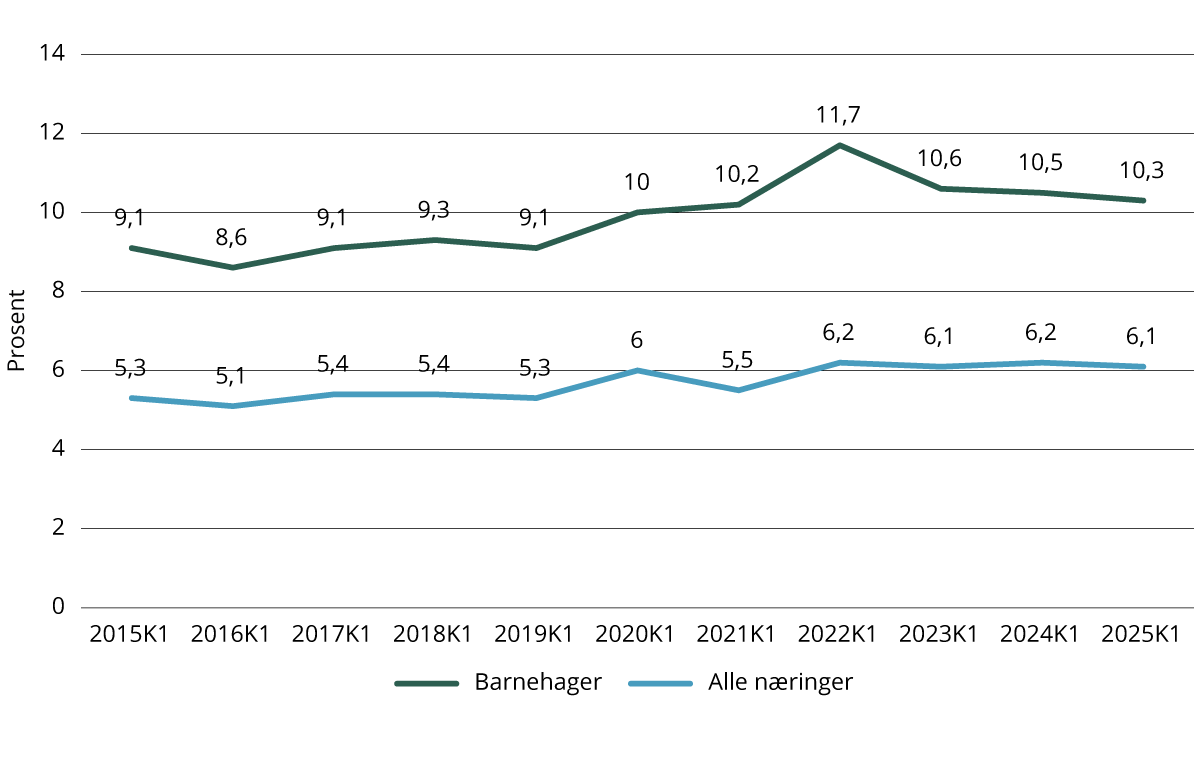 14
12
10
8
6
4
2
0
Prosent
9,1 8,6 9,1 9,3 9,1 10 10,2 11,7 10,6 10,5 10,3
5,3 5,1 5,4 5,4 5,3 6 5,5 6,2 6,1 6,2 6,1
2015K1 2016K1 2017K1 2018K1 2019K1 2020K1 2021K1 2022K1 2023K1 2024K1 2025K1
Barnehager Alle næringer